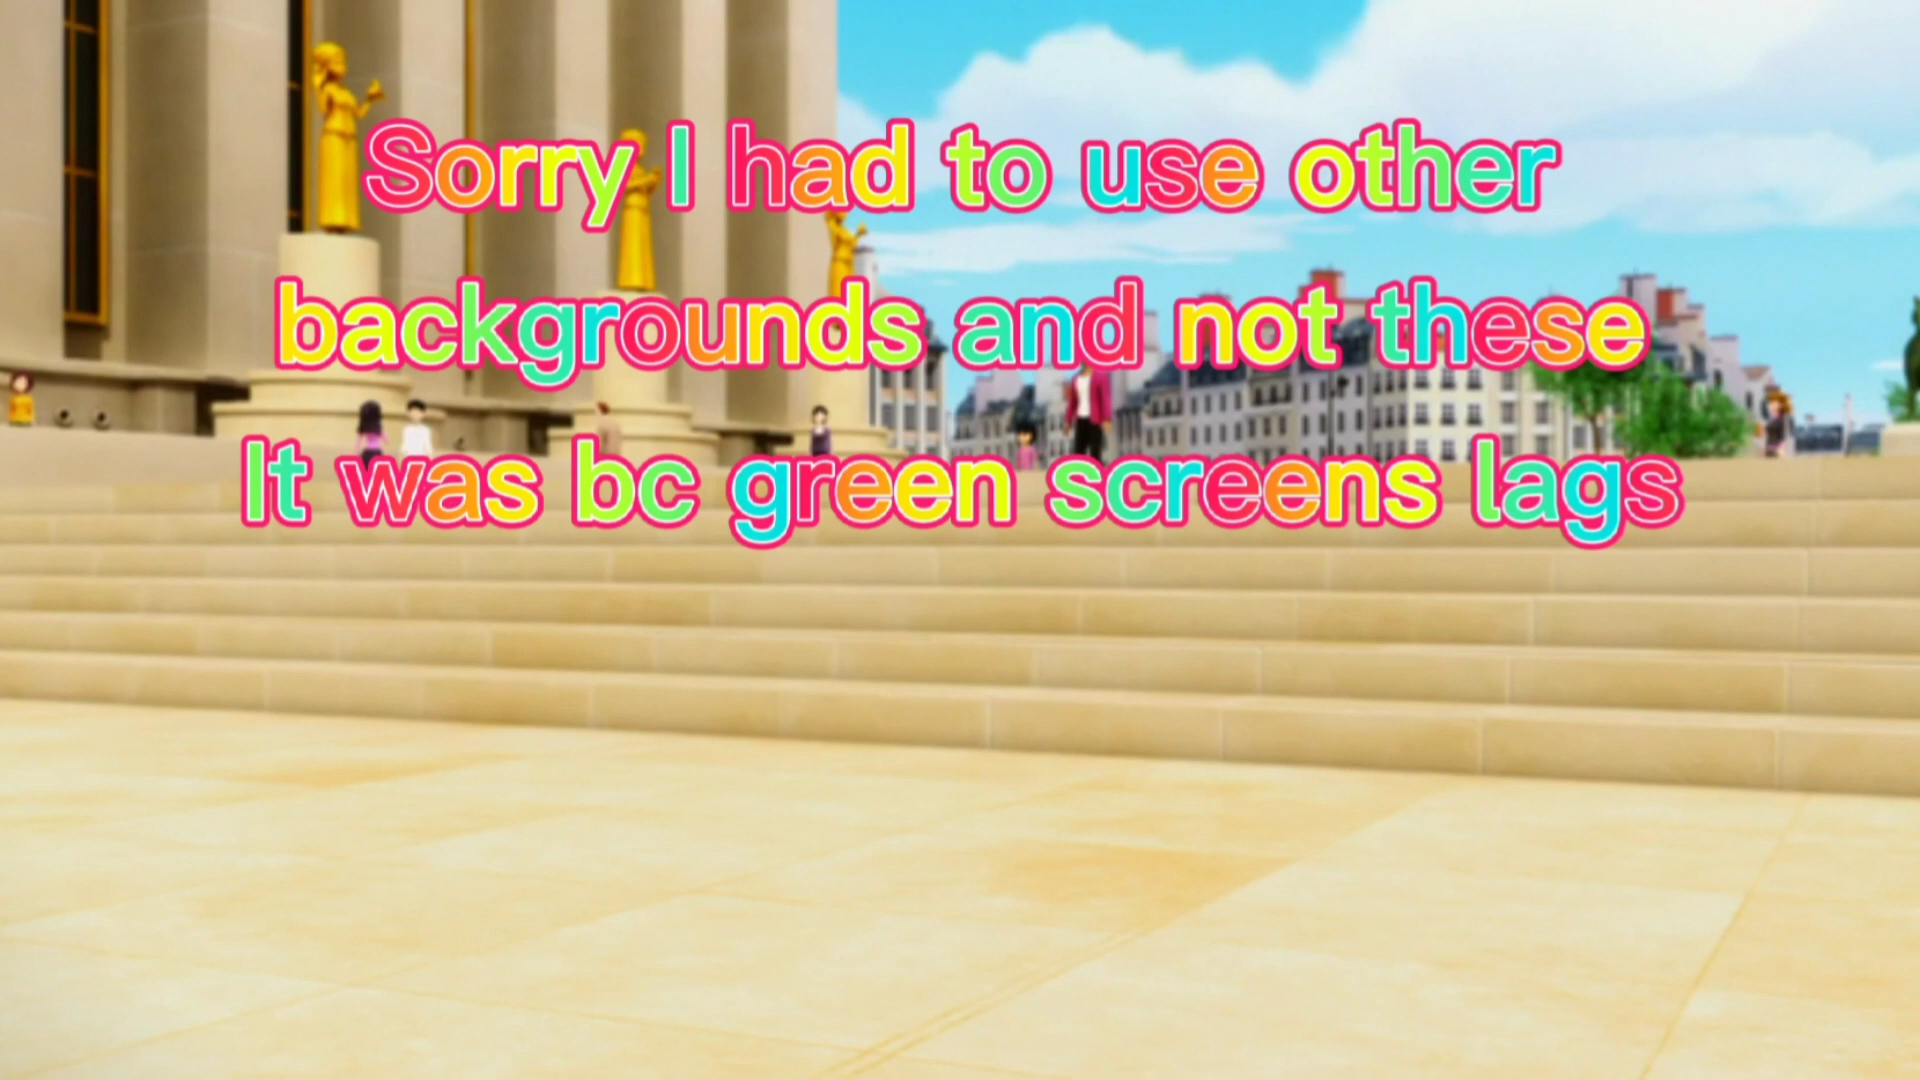 Sorry I had to use other
backgrounds and not these
It was bc green screens lags